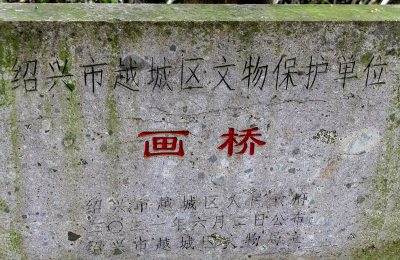 绍兴市越城区文物保护单位
画桥
绍兴市越城区人民政府
二〇二一年六月 日公布
绍兴市越城区文物局立